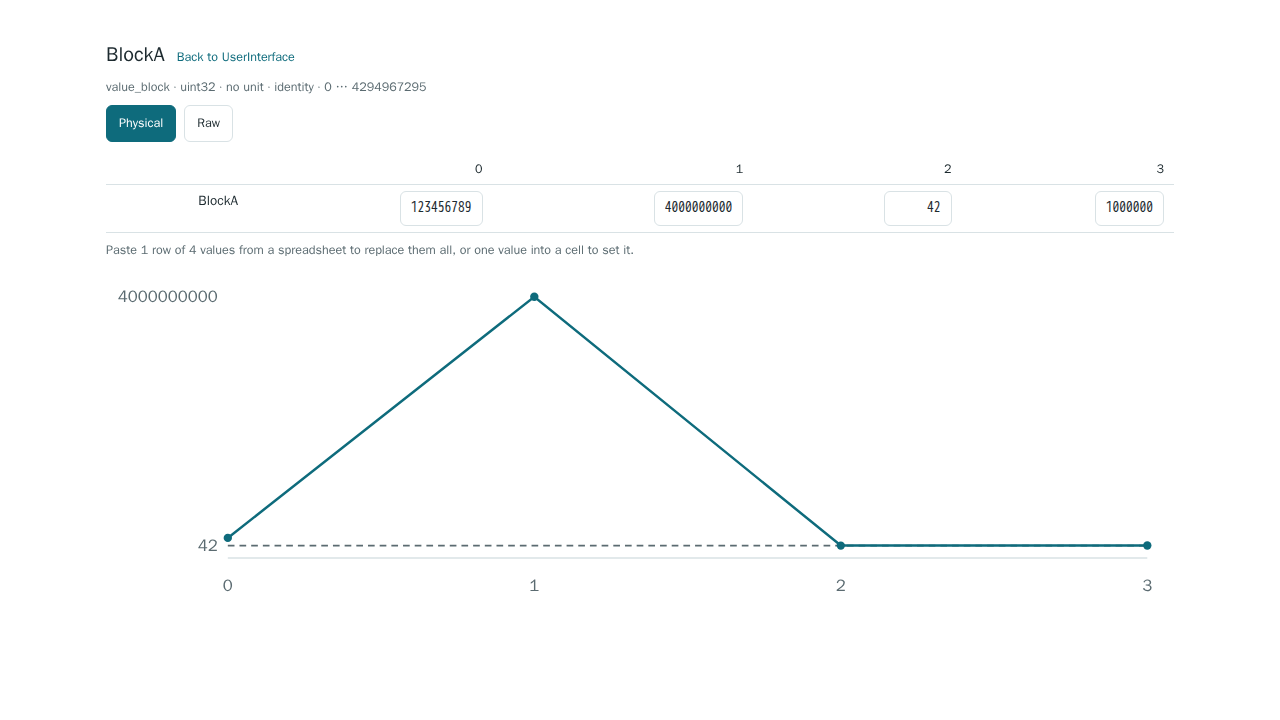 BlockA Back to UserInterface
value_block · uint32 · no unit · identity · 0 ··· 4294967295
Physical Raw
0 1 2 3
BlockA 123456789 4000000000 42 1000000
Paste 1 row of 4 values from a spreadsheet to replace them all, or one value into a cell to set it.
4000000000
42
0 1 2 3